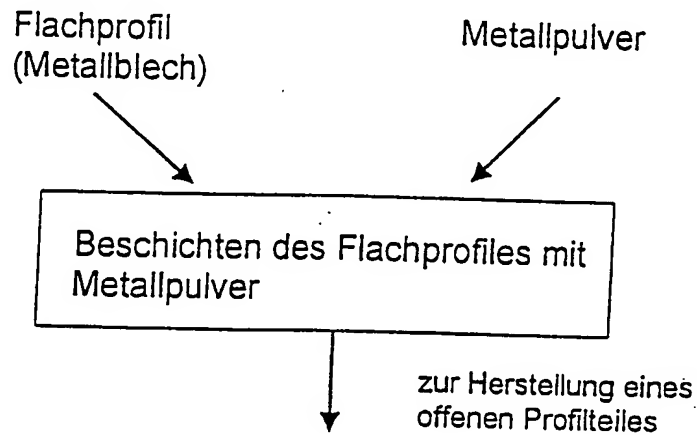 Flachprofil
(Metallblech)
Metallpulver
Beschichten des Flachprofiles mit
Metallpulver
zur Herstellung eines
offenen Profilteiles